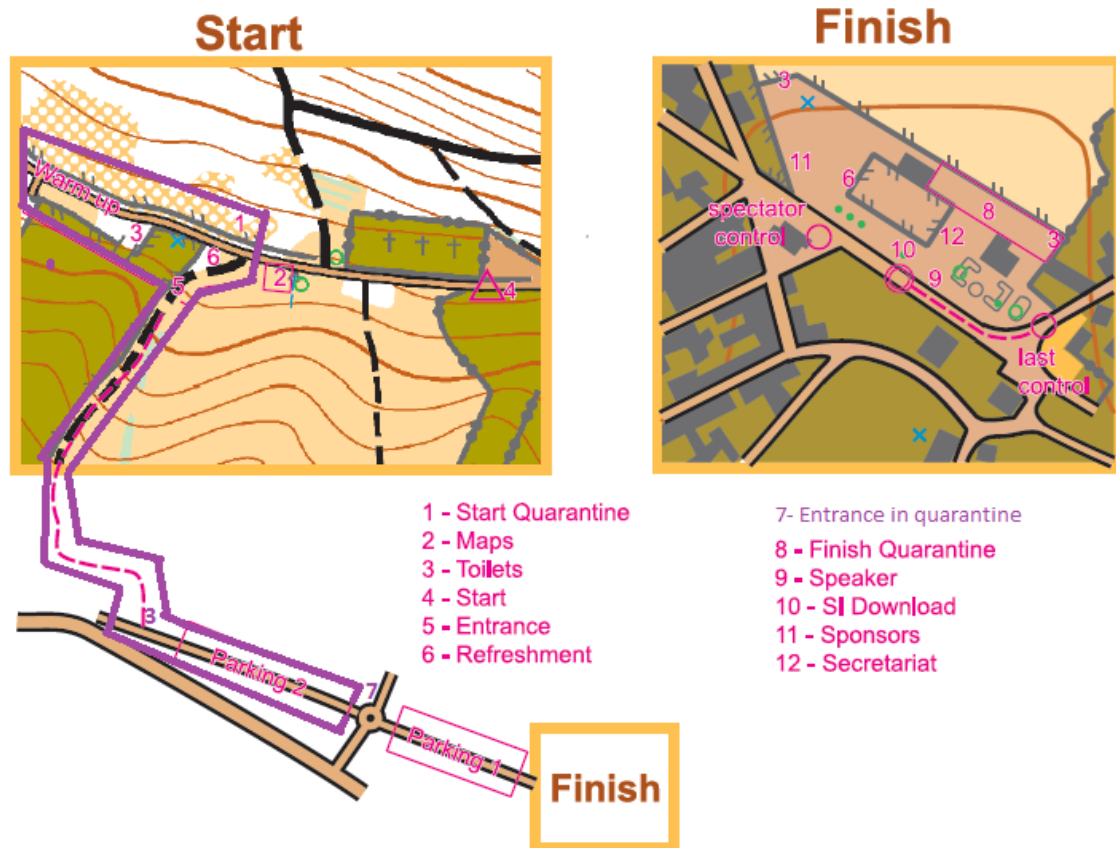 Start
Finish
Warm up
1
3
6
5
2
4
3
11
6
8
spectator
control
10
12
3
9
last
control
1 - Start Quarantine
2 - Maps
3 - Toilets
4 - Start
5 - Entrance
6 - Refreshment
7- Entrance in quarantine
8 - Finish Quarantine
9 - Speaker
10 - SI Download
11 - Sponsors
12 - Secretariat
3
Parking 2
7
Parking 1
Finish